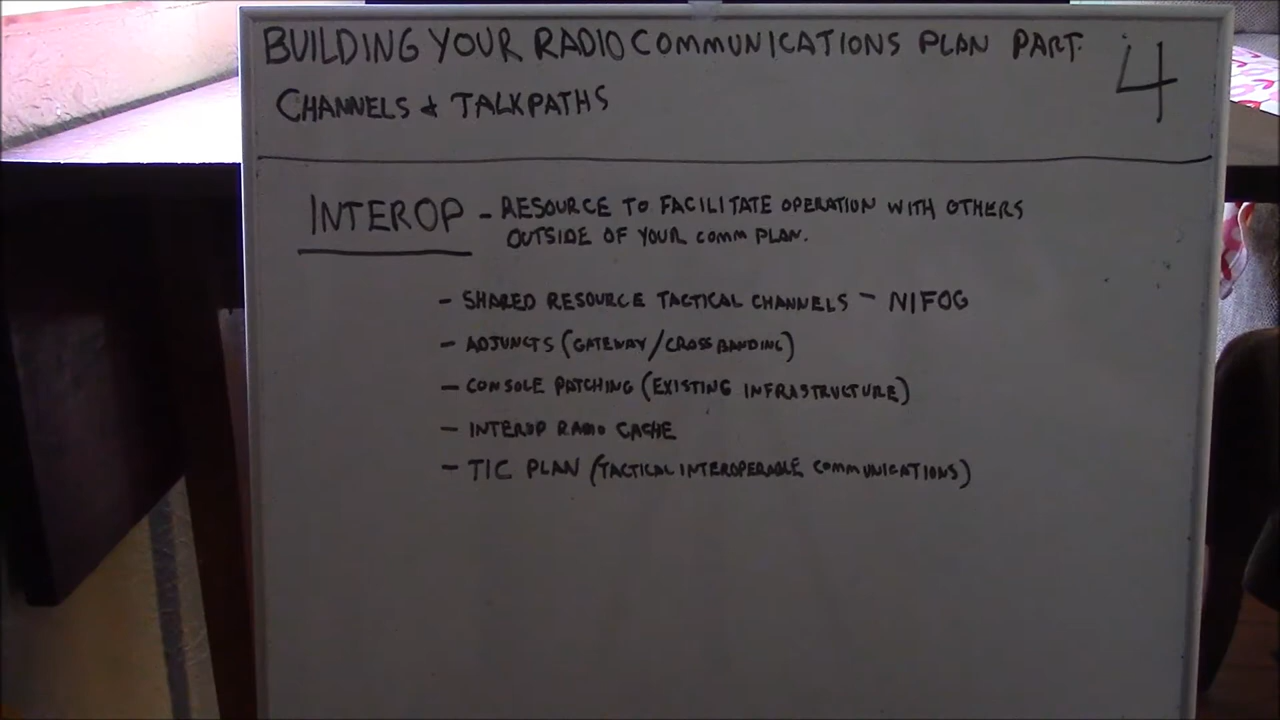 BUILDING YOUR RADIO COMMUNICATIONS PLAN PART. 4
CHANNELS & TALKPATHS
INTEROP - RESOURCE TO FACILITATE OPERATION WITH OTHERS
OUTSIDE OF YOUR COMM PLAN.
- SHARED RESOURCE TACTICAL CHANNELS - NIFOG
- ADJUNCTS (GATEWAY/CROSSBANDING)
- CONSOLE PATCHING (EXISTING INFRASTRUCTURE)
- INTEROP RADIO CACHE
- TIC PLAN (TACTICAL INTEROPERABLE COMMUNICATIONS)